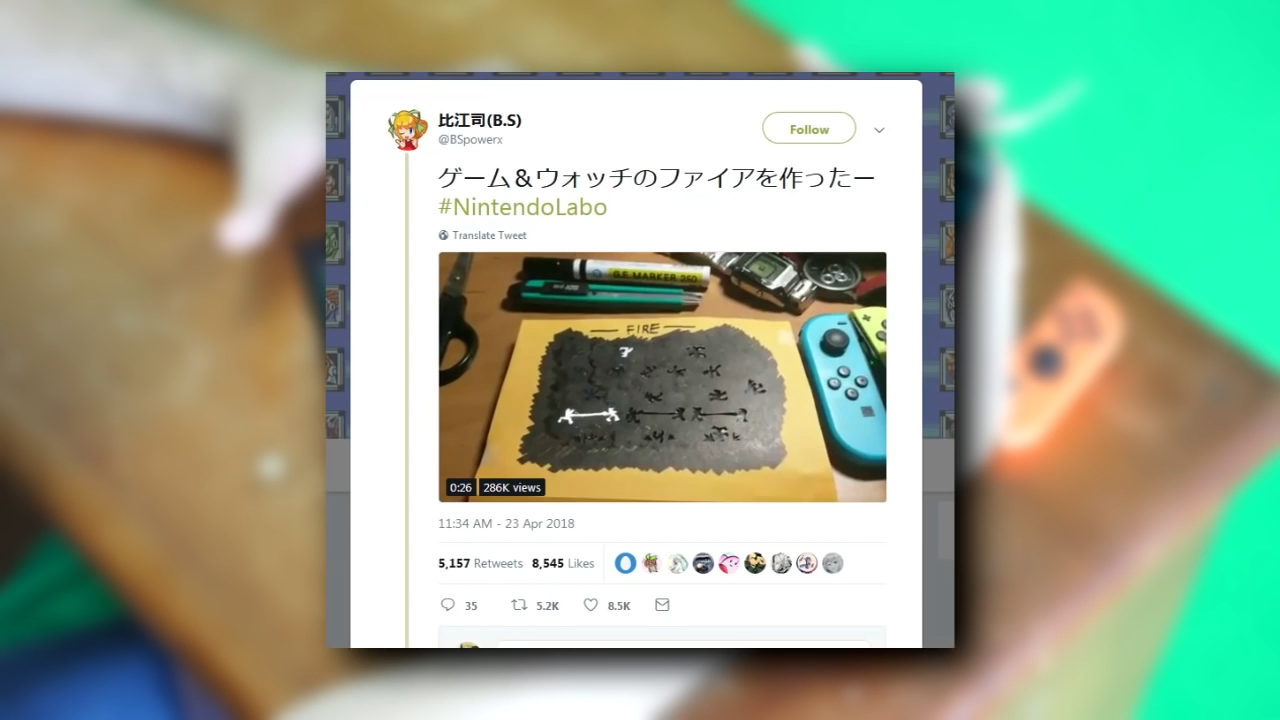 比江司(B.S)
@BSpowerx
Follow
ゲーム＆ウォッチのファイアを作ったー
#NintendoLabo
Translate Tweet
G.E. MARKER 250
FIRE
0:26 286K views
11:34 AM - 23 Apr 2018
5,157 Retweets 8,545 Likes
35 5.2K 8.5K